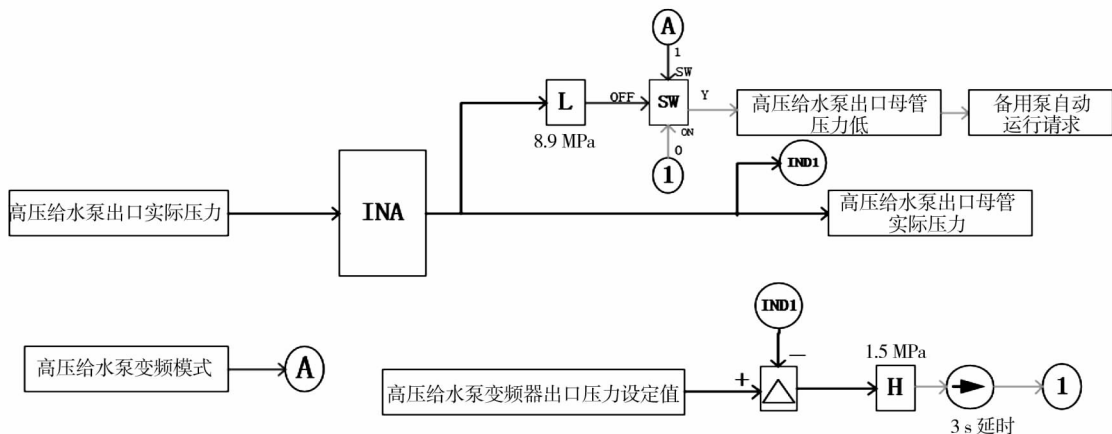 A
1
SW
L
OFF
SW
Y
ON
0
1
8.9 MPa
高压给水泵出口母管
压力低
备用泵自动
运行请求
IND1
高压给水泵出口实际压力
INA
高压给水泵出口母管
实际压力
IND1
高压给水泵变频模式
A
高压给水泵变频器出口压力设定值
+
−
1.5 MPa
H
3 s 延时
1